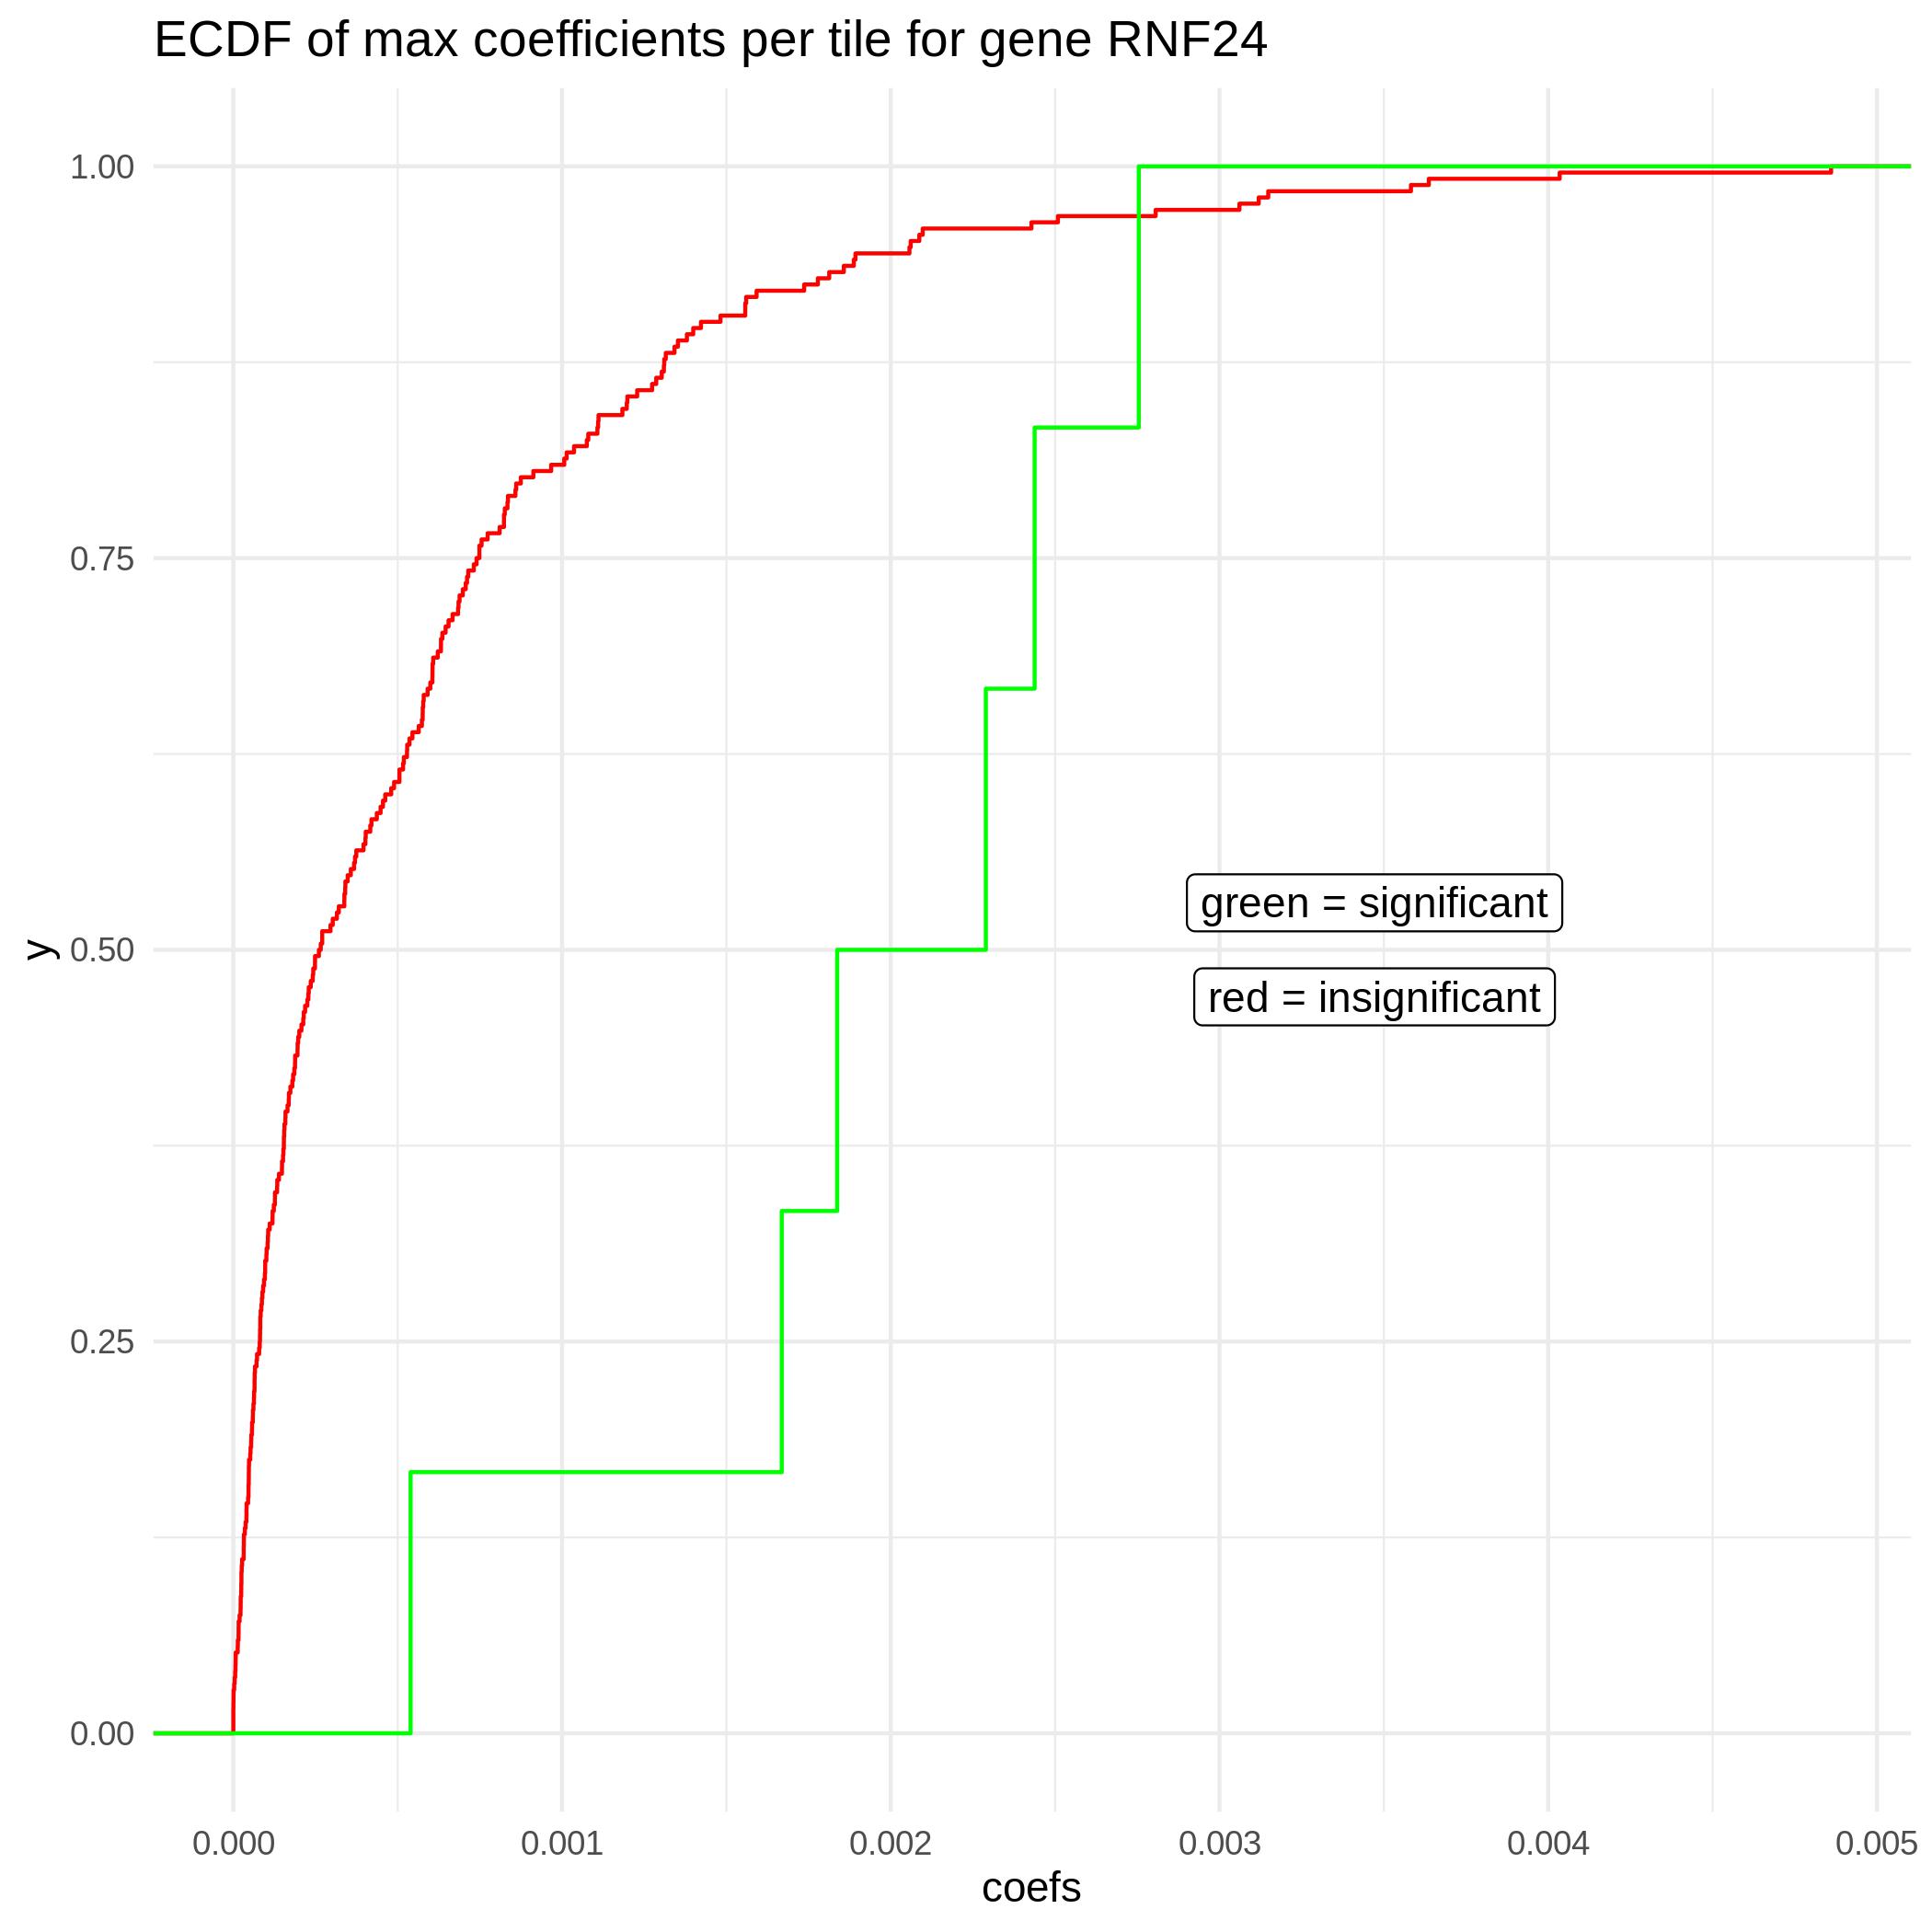 ECDF of max coefficients per tile for gene RNF24
1.00
0.75
0.50
0.25
0.00
y
green = significant
red = insignificant
0.000 0.001 0.002 0.003 0.004 0.005
coefs